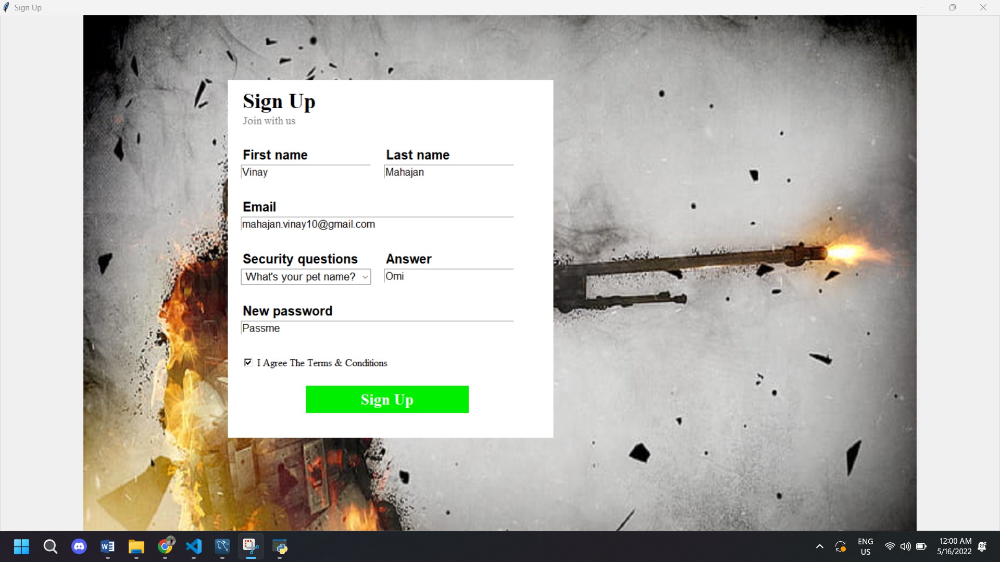 Sign Up
Sign Up
Join with us
First name Last name
Vinay Mahajan
Email
mahajan.vinay10@gmail.com
Security questions Answer
What's your pet name? Omi
New password
Passme
I Agree The Terms & Conditions
Sign Up
ENG
US
12:00 AM
5/16/2022